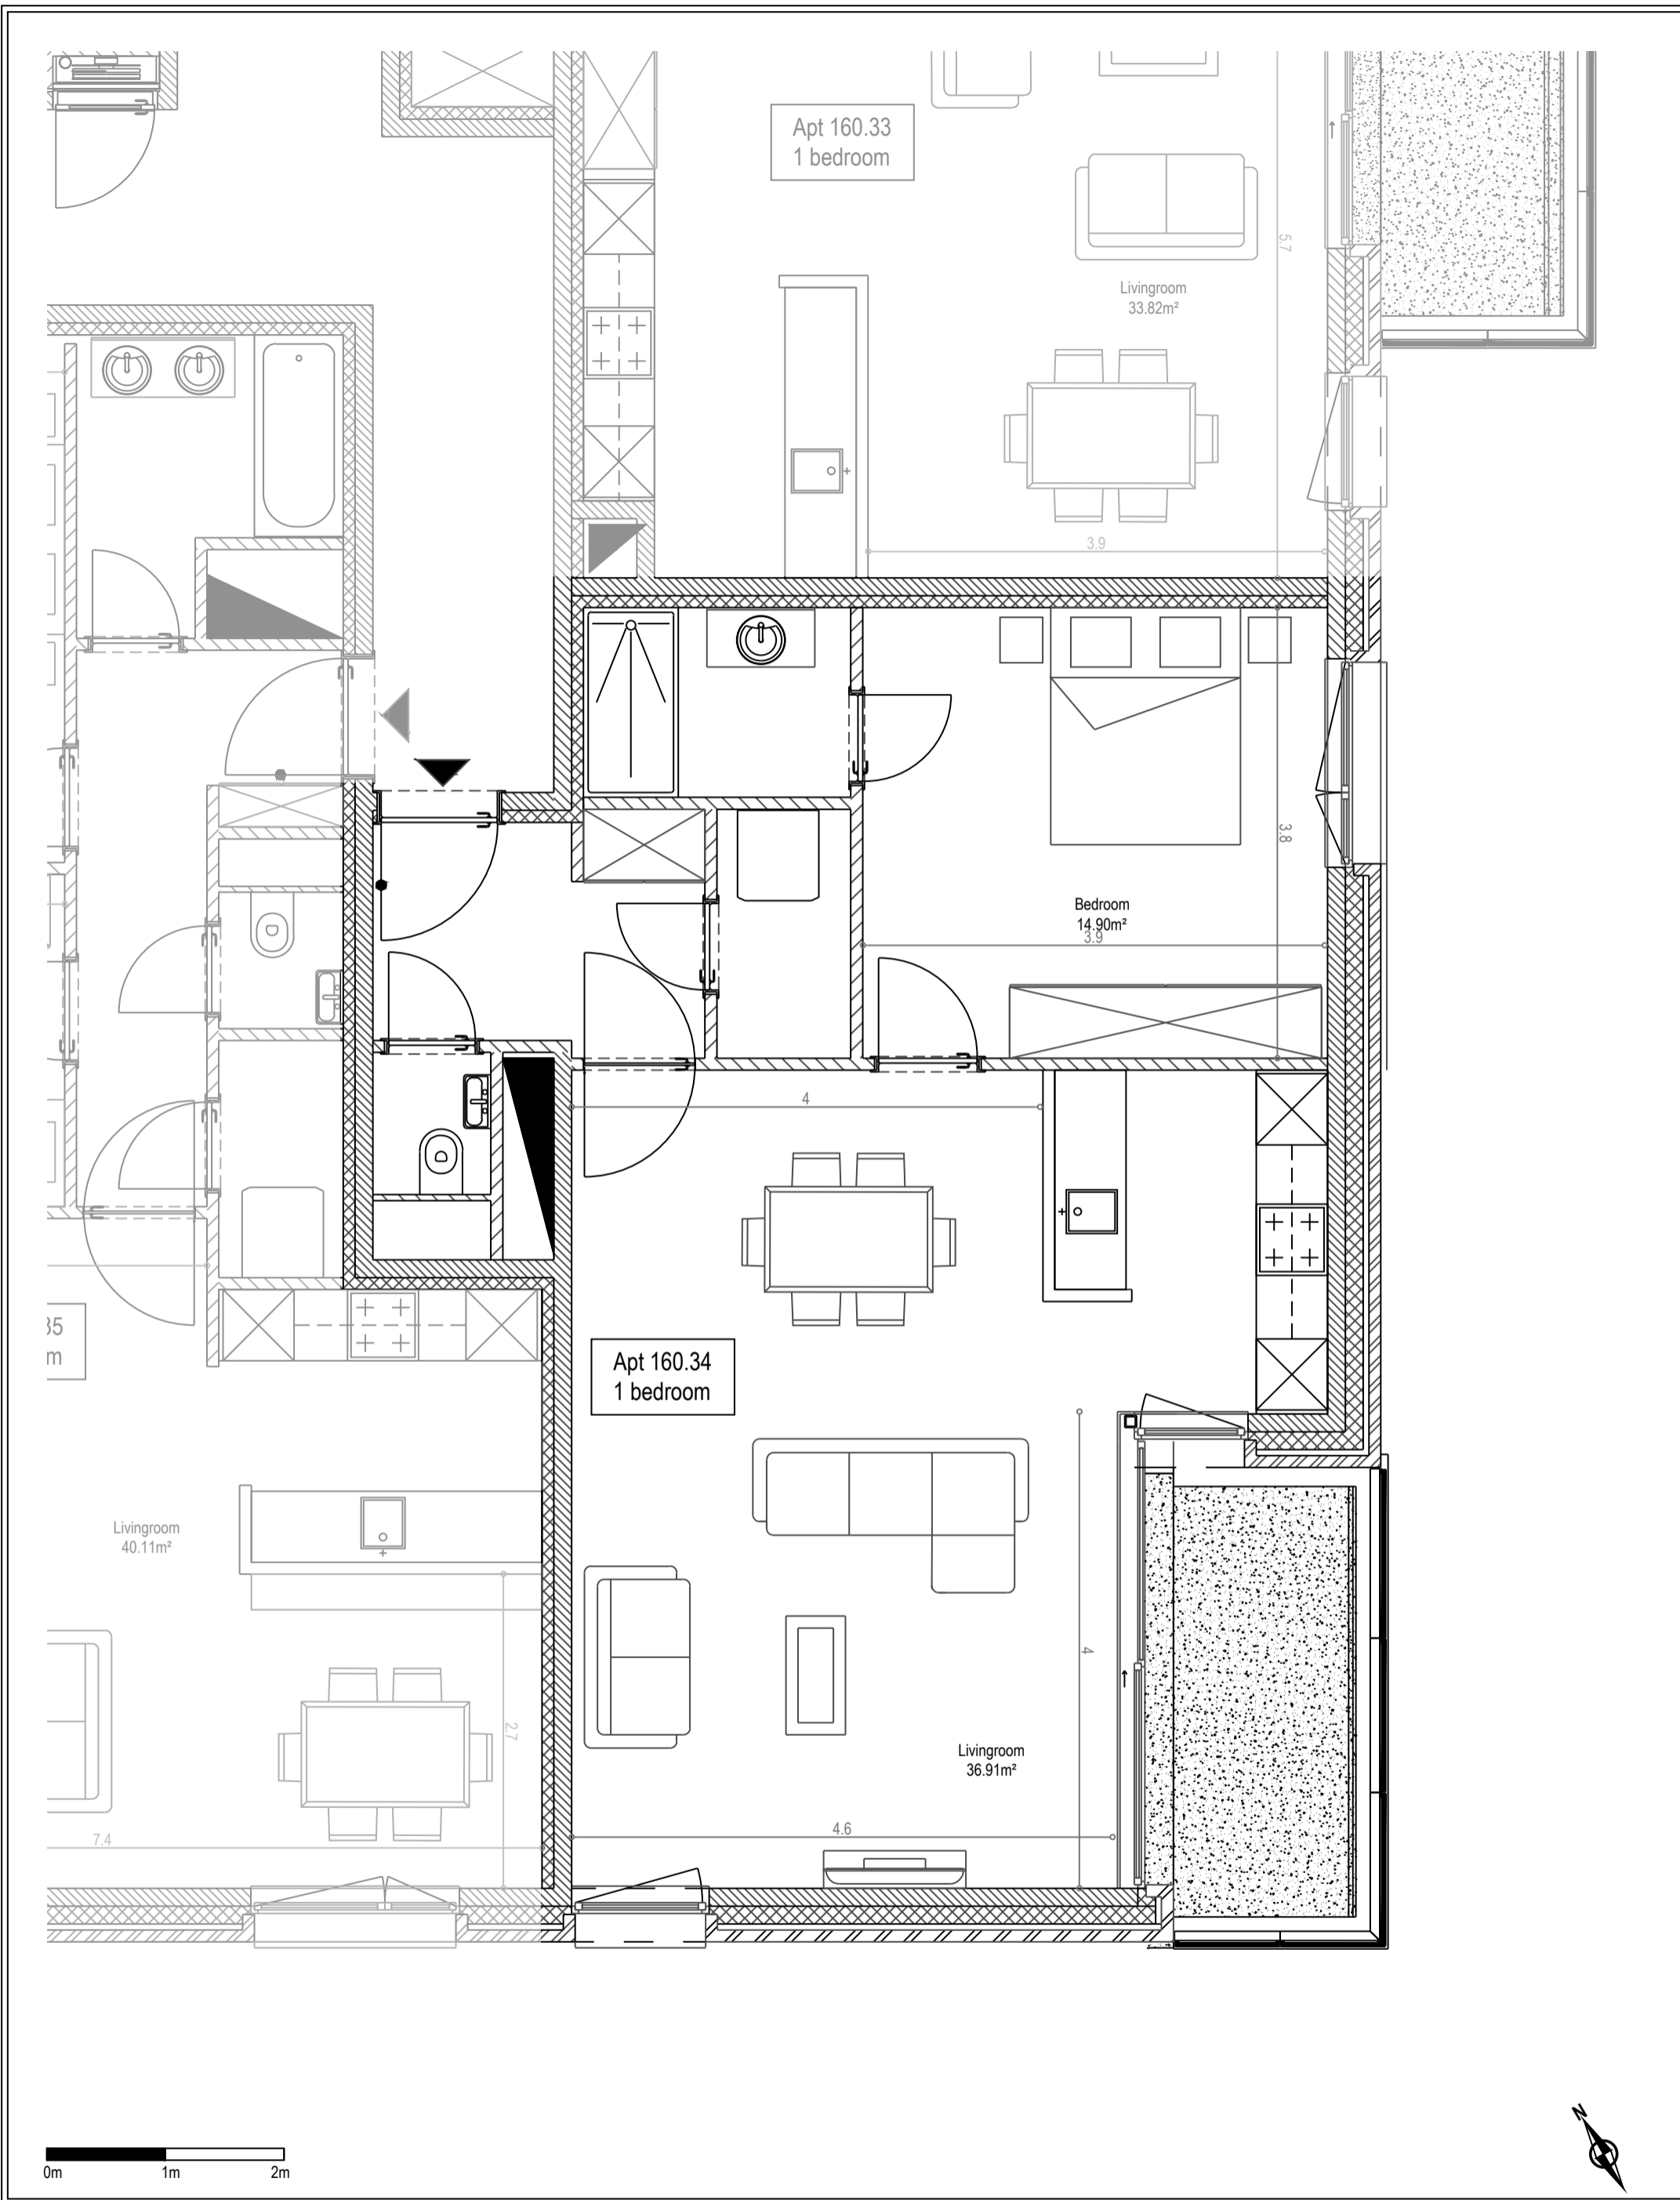 Apt 160.33
1 bedroom
5.7
Livingroom
33.82m²
3.9
3.8
Bedroom
14.90m²
3.9
4
35
m
Apt 160.34
1 bedroom
Livingroom
40.11m²
4
2.7
Livingroom
36.91m²
7.4
4.6
N
0m
1m
2m